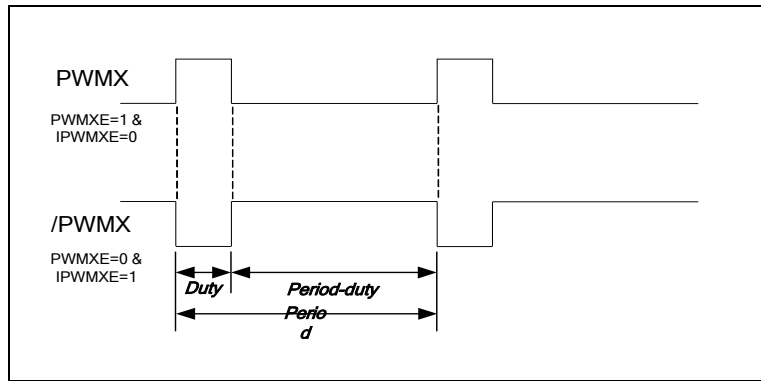 PWMX
PWMXE=1 &
IPWMXE=0
/PWMX
PWMXE=0 &
IPWMXE=1
Duty
Period-duty
Perio
d